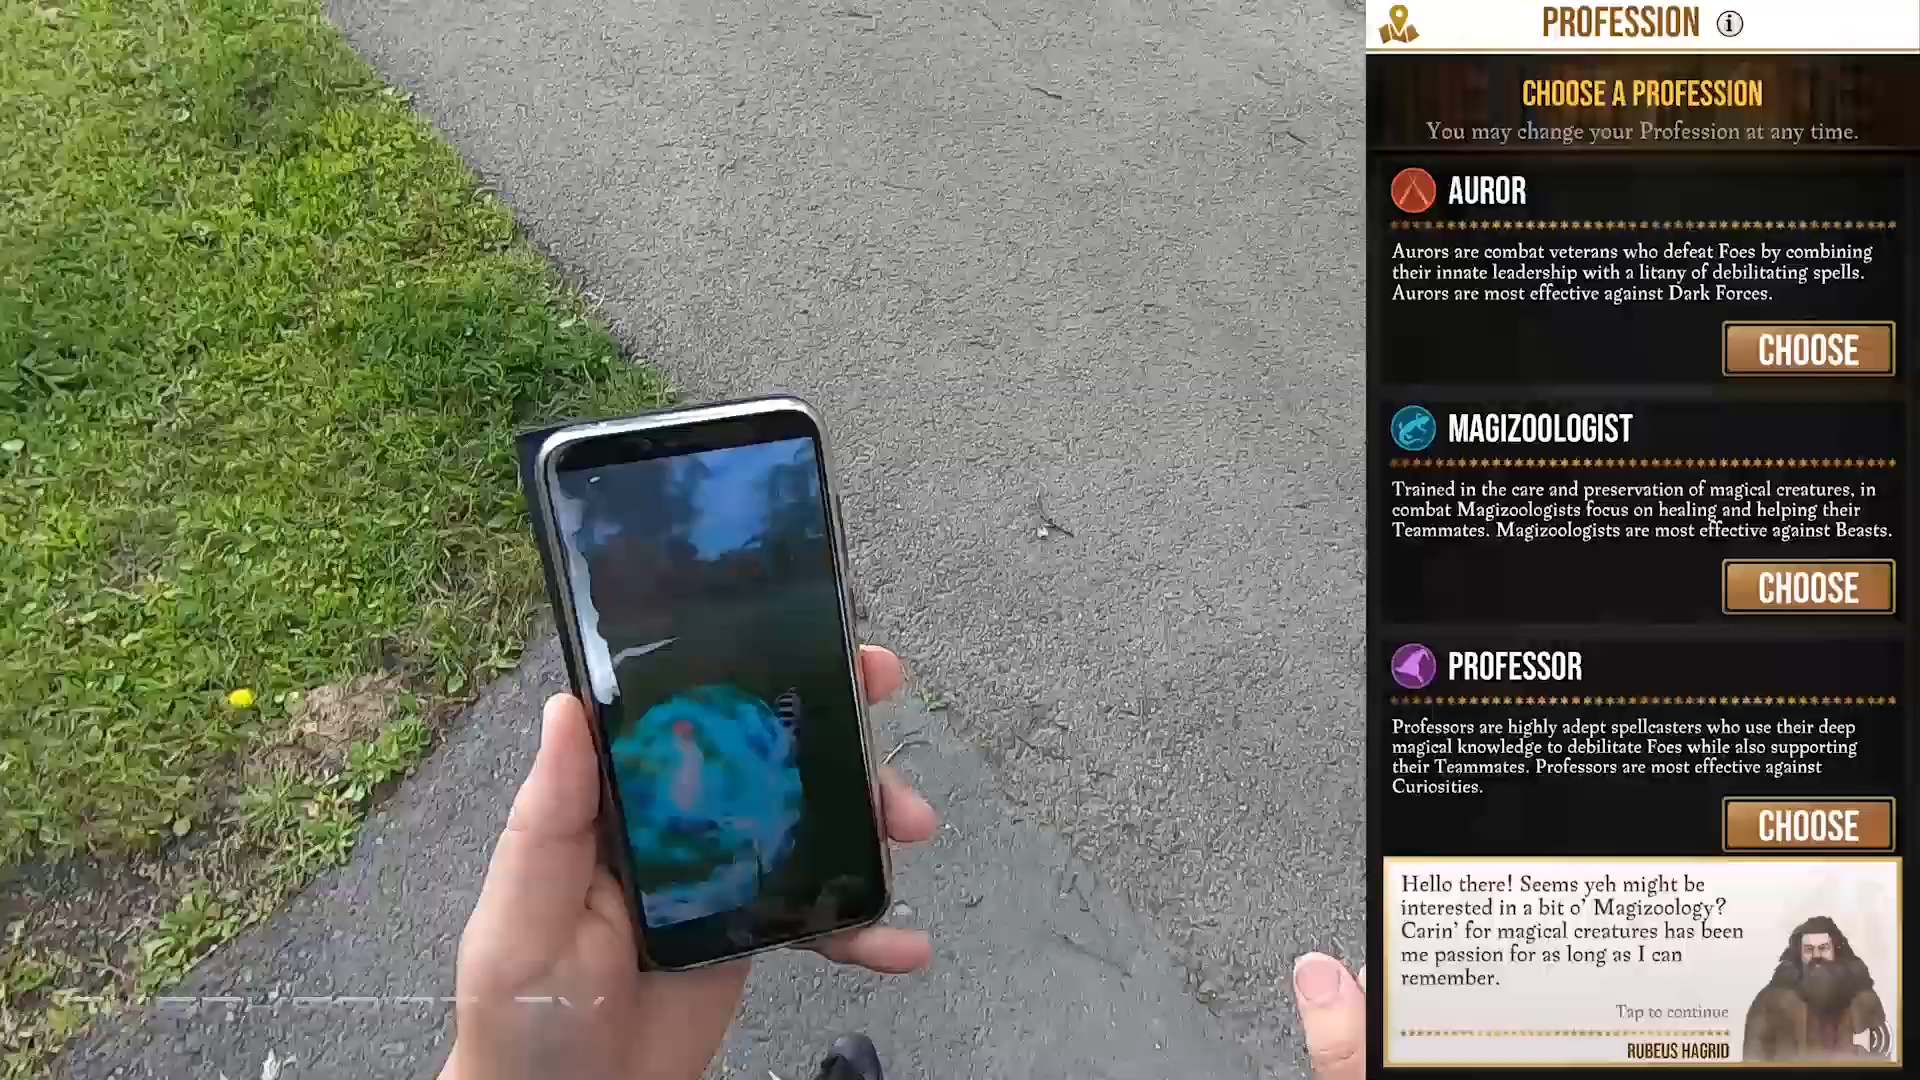 PROFESSION
CHOOSE A PROFESSION
You may change your Profession at any time.
AUROR
Aurors are combat veterans who defeat Foes by combining
their innate leadership with a litany of debilitating spells.
Aurors are most effective against Dark Forces.
CHOOSE
MAGIZOOLOGIST
Trained in the care and preservation of magical creatures, in
combat Magizoologists focus on healing and helping their
Teammates. Magizoologists are most effective against Beasts.
CHOOSE
PROFESSOR
Professors are highly adept spellcasters who use their deep
magical knowledge to debilitate Foes while also supporting
their Teammates. Professors are most effective against
Curiosities.
CHOOSE
Hello there! Seems yeh might be
interested in a bit o' Magizoology?
Carin' for magical creatures has been
me passion for as long as I can
remember.
Tap to continue
RUBEUS HAGRID